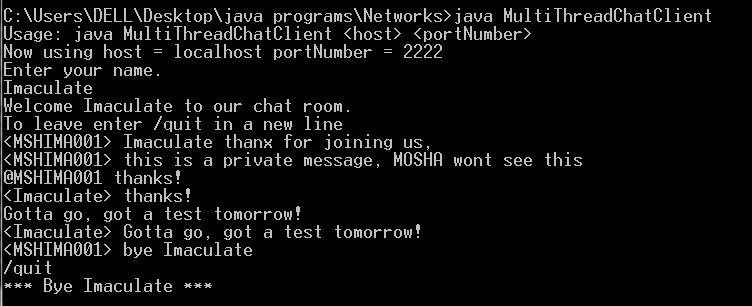 C:\Users\DELL\Desktop\java programs\Networks>java MultiThreadChatClient
Usage: java MultiThreadChatClient <host> <portNumber>
Now using host = localhost portNumber = 2222
Enter your name.
Imaculate
Welcome Imaculate to our chat room.
To leave enter /quit in a new line
<MSHIMA001> Imaculate thanx for joining us,
<MSHIMA001> this is a private message, MOSHA wont see this
@MSHIMA001 thanks!
<Imaculate> thanks!
Gotta go, got a test tomorrow!
<Imaculate> Gotta go, got a test tomorrow!
<MSHIMA001> bye Imaculate
/quit
*** Bye Imaculate ***